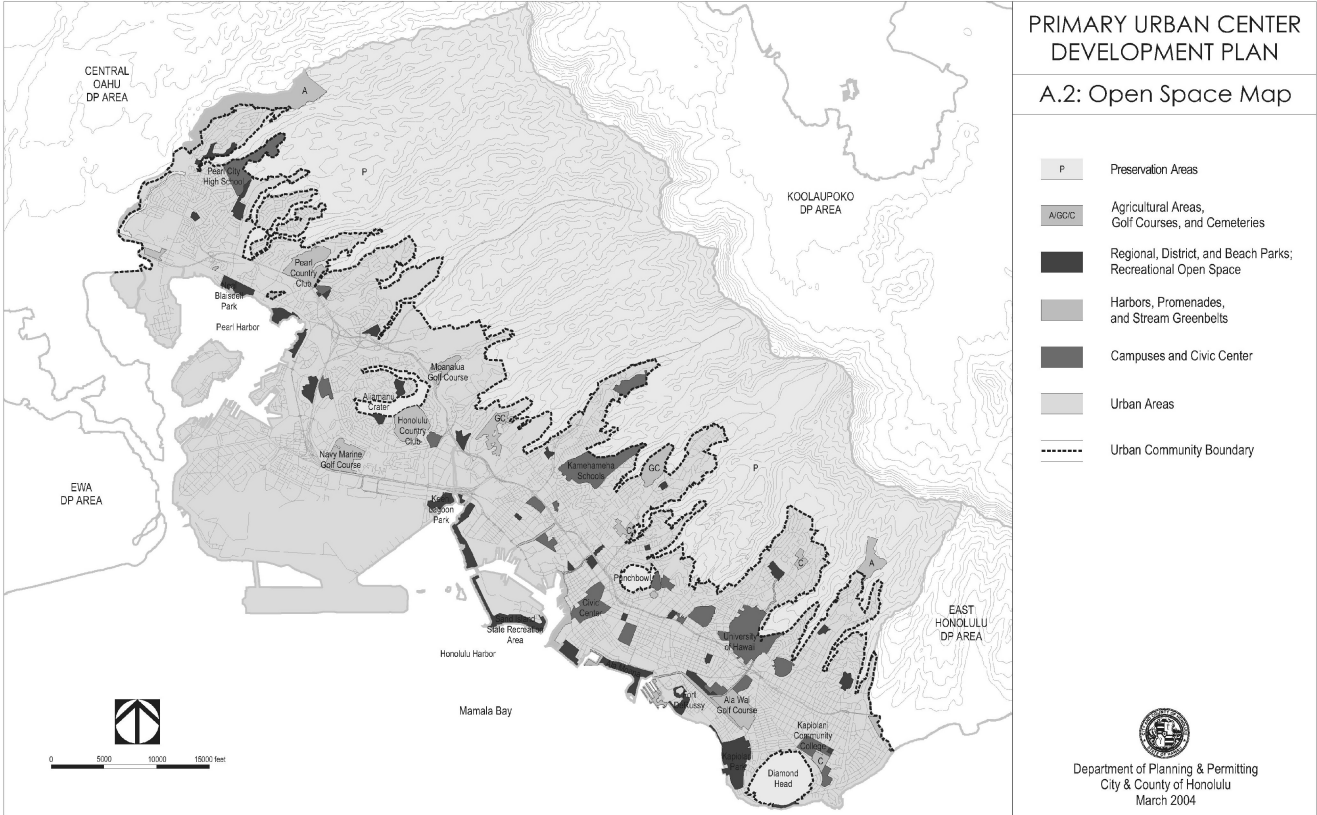 PRIMARY URBAN CENTER
DEVELOPMENT PLAN
A.2: Open Space Map
P
Preservation Areas
A/GC/C
Agricultural Areas,
Golf Courses, and Cemeteries
Regional, District, and Beach Parks;
Recreational Open Space
Harbors, Promenades,
and Stream Greenbelts
Campuses and Civic Center
Urban Areas
Urban Community Boundary
Department of Planning & Permitting
City & County of Honolulu
March 2004
CENTRAL
OAHU
DP AREA
A
P
Pearl City
High School
KOOLAUPOKO
DP AREA
Pearl
Country
Club
Blaisdell
Park
Pearl Harbor
Moanalua
Golf Course
Aliamanu
Crater
Honolulu
Country
Club
GC
Navy Marine
Golf Course
Kamehameha
Schools
GC
P
EWA
DP AREA
Lagoon
Park
C
C
A
Punchbowl
Civic
Center
EAST
HONOLULU
DP AREA
State Recreation
Area
University
of Hawaii
Honolulu Harbor
Mamala Bay
Ala Wai
Golf Course
Kapiolani
Community
College
C
Kapiolani
Park
Diamond
Head
0 5000 10000 15000 feet